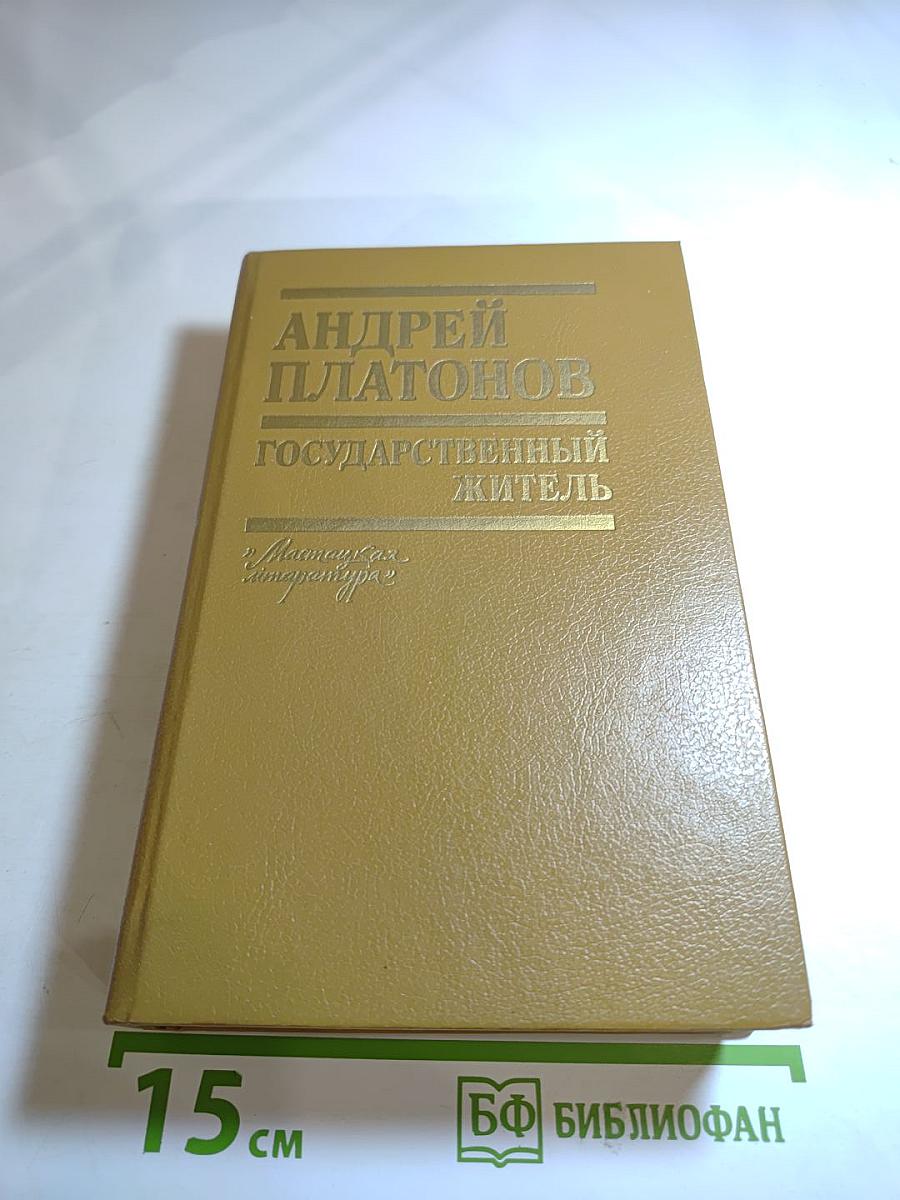 АНДРЕЙ
ПЛАТОНОВ
ГОСУДАРСТВЕННЫЙ
ЖИТЕЛЬ
„Мастацкая
літаратура“
15 см
БФ БИБЛИОФАН